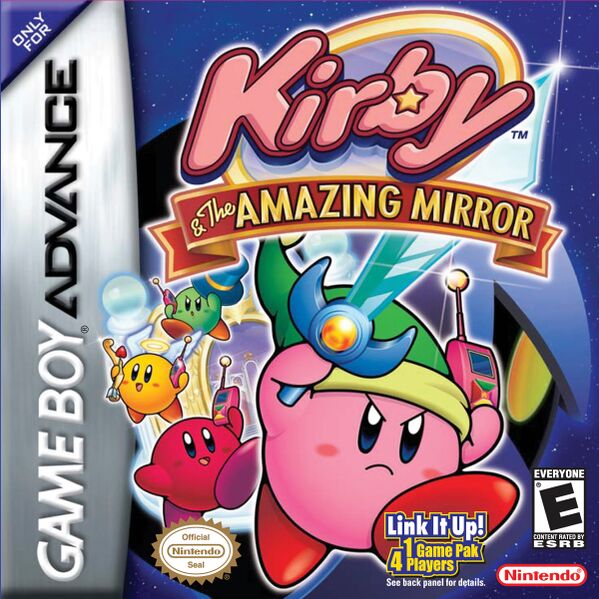 ONLY
FOR
GAME BOY ADVANCE
®
Kirby
TM
& The AMAZING MIRROR
Official
Nintendo
Seal
®
Link It Up!
1 Game Pak
4 Players
See back panel for details.
EVERYONE
E
CONTENT RATED BY
ESRB
Nintendo